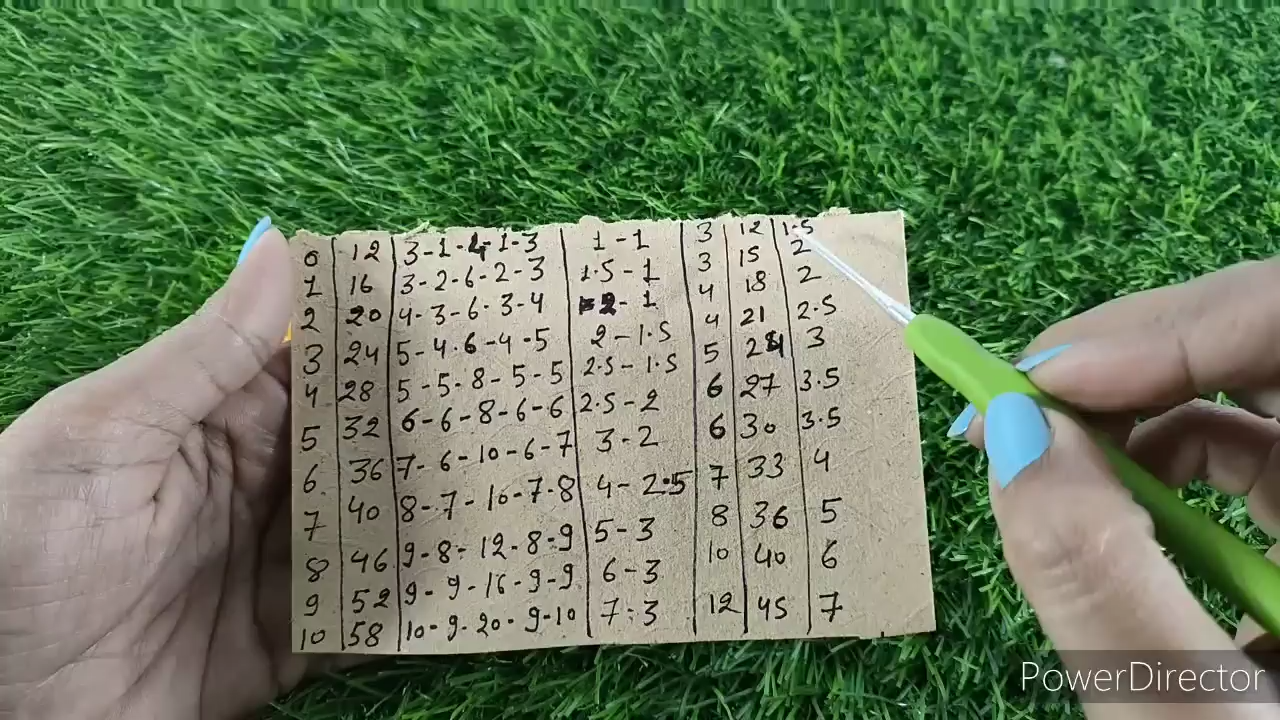 0 | 12 | 3-1-4-1-3 | 1-1 | 3 | 12 | 1.5
1 | 16 | 3-2-6-2-3 | 1.5-1 | 3 | 15 | 2
2 | 20 | 4-3-6-3-4 | 2-1 | 4 | 18 | 2
3 | 24 | 5-4-6-4-5 | 2-1.5 | 4 | 21 | 2.5
4 | 28 | 5-5-8-5-5 | 2.5-1.5 | 5 | 24 | 3
5 | 32 | 6-6-8-6-6 | 2.5-2 | 6 | 27 | 3.5
6 | 36 | 7-6-10-6-7 | 3-2 | 6 | 30 | 3.5
7 | 40 | 8-7-10-7-8 | 4-2.5 | 7 | 33 | 4
8 | 46 | 9-8-12-8-9 | 5-3 | 8 | 36 | 5
9 | 52 | 9-9-16-9-9 | 6-3 | 10 | 40 | 6
10 | 58 | 10-9-20-9-10 | 7-3 | 12 | 45 | 7
PowerDirector